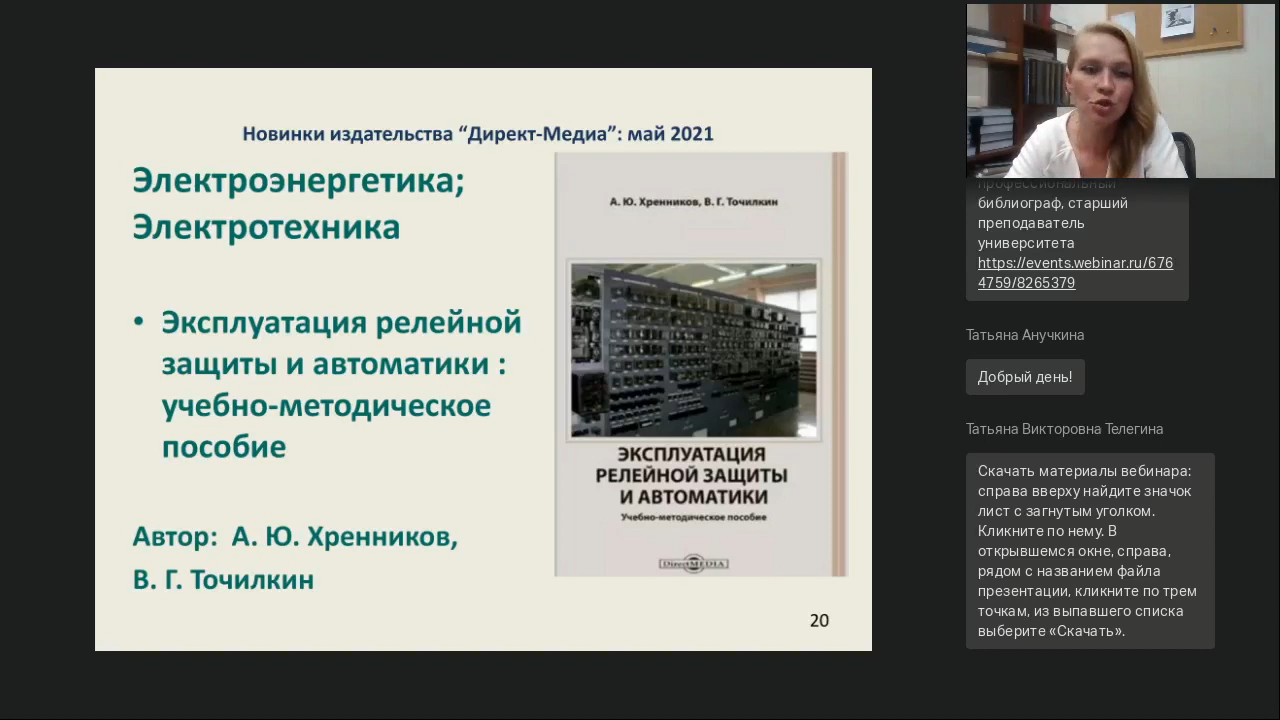 Новинки издательства “Директ-Медиа”: май 2021
Электроэнергетика;
Электротехника
• Эксплуатация релейной
защиты и автоматики :
учебно-методическое
пособие
Автор:  А. Ю. Хренников,
В. Г. Точилкин
А. Ю. Хренников, В. Г. Точилкин
ЭКСПЛУАТАЦИЯ
РЕЛЕЙНОЙ ЗАЩИТЫ
И АВТОМАТИКИ
Учебно-методическое пособие
DirectMEDIA
20
профессиональный
библиограф, старший
преподаватель
университета
https://events.webinar.ru/676
4759/8265379
Татьяна Анучкина
Добрый день!
Татьяна Викторовна Телегина
Скачать материалы вебинара:
справа вверху найдите значок
лист с загнутым уголком.
Кликните по нему. В
открывшемся окне, справа,
рядом с названием файла
презентации, кликните по трем
точкам, из выпавшего списка
выберите «Скачать».